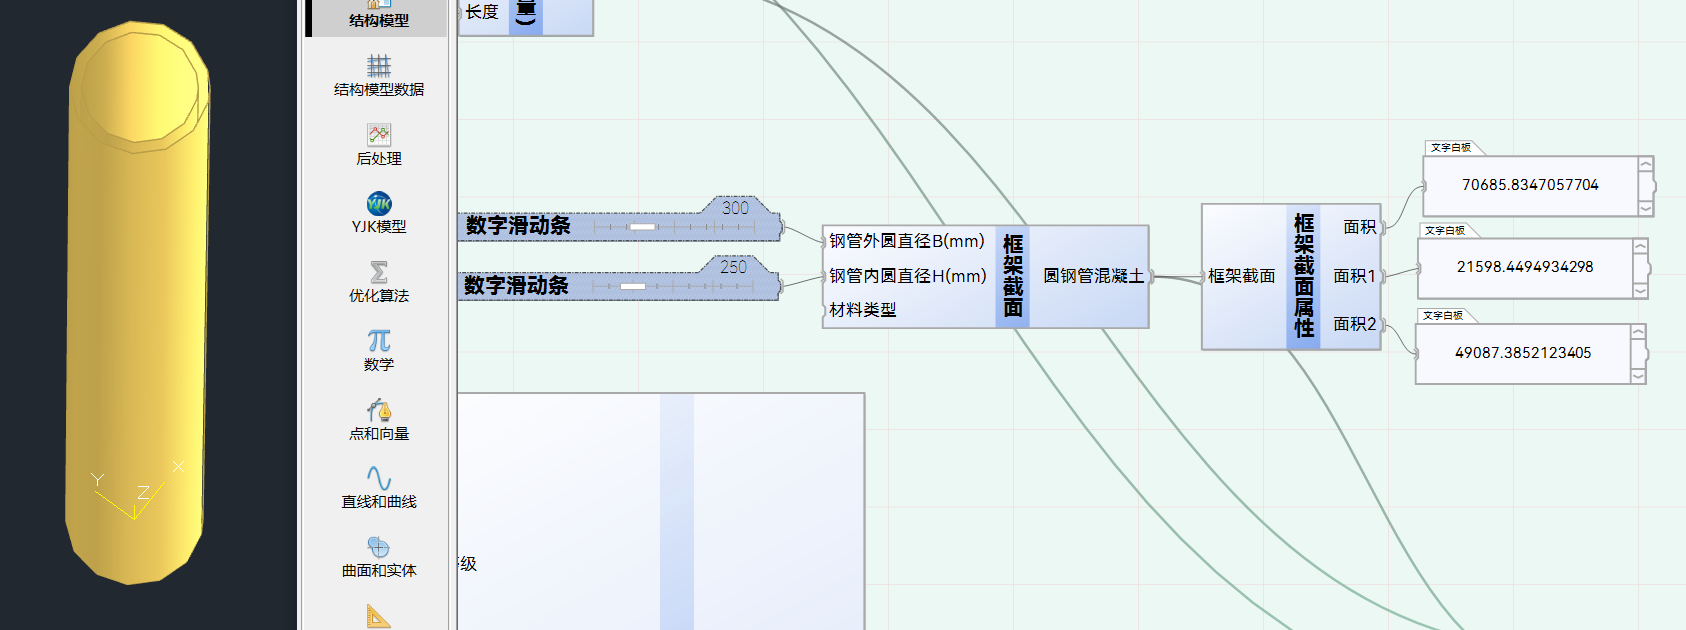 Y
X
Z
结构模型
结构模型数据
后处理
YJK
YJK模型
优化算法
数学
点和向量
直线和曲线
曲面和实体
长度
量)
300
数字滑动条
250
数字滑动条
钢管外圆直径B(mm)
钢管内圆直径H(mm)
材料类型
框架截面
圆钢管混凝土
框架截面
框架截面属性
面积
面积1
面积2
文字白板
70685.8347057704
文字白板
21598.4494934298
文字白板
49087.3852123405
级